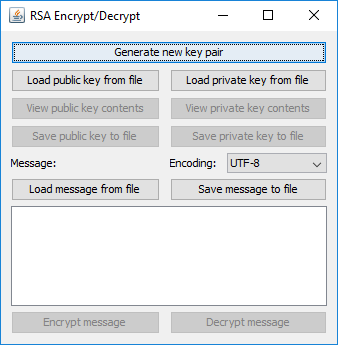 RSA Encrypt/Decrypt
Generate new key pair
Load public key from file Load private key from file
View public key contents View private key contents
Save public key to file Save private key to file
Message: Encoding: UTF-8
Load message from file Save message to file
Encrypt message Decrypt message